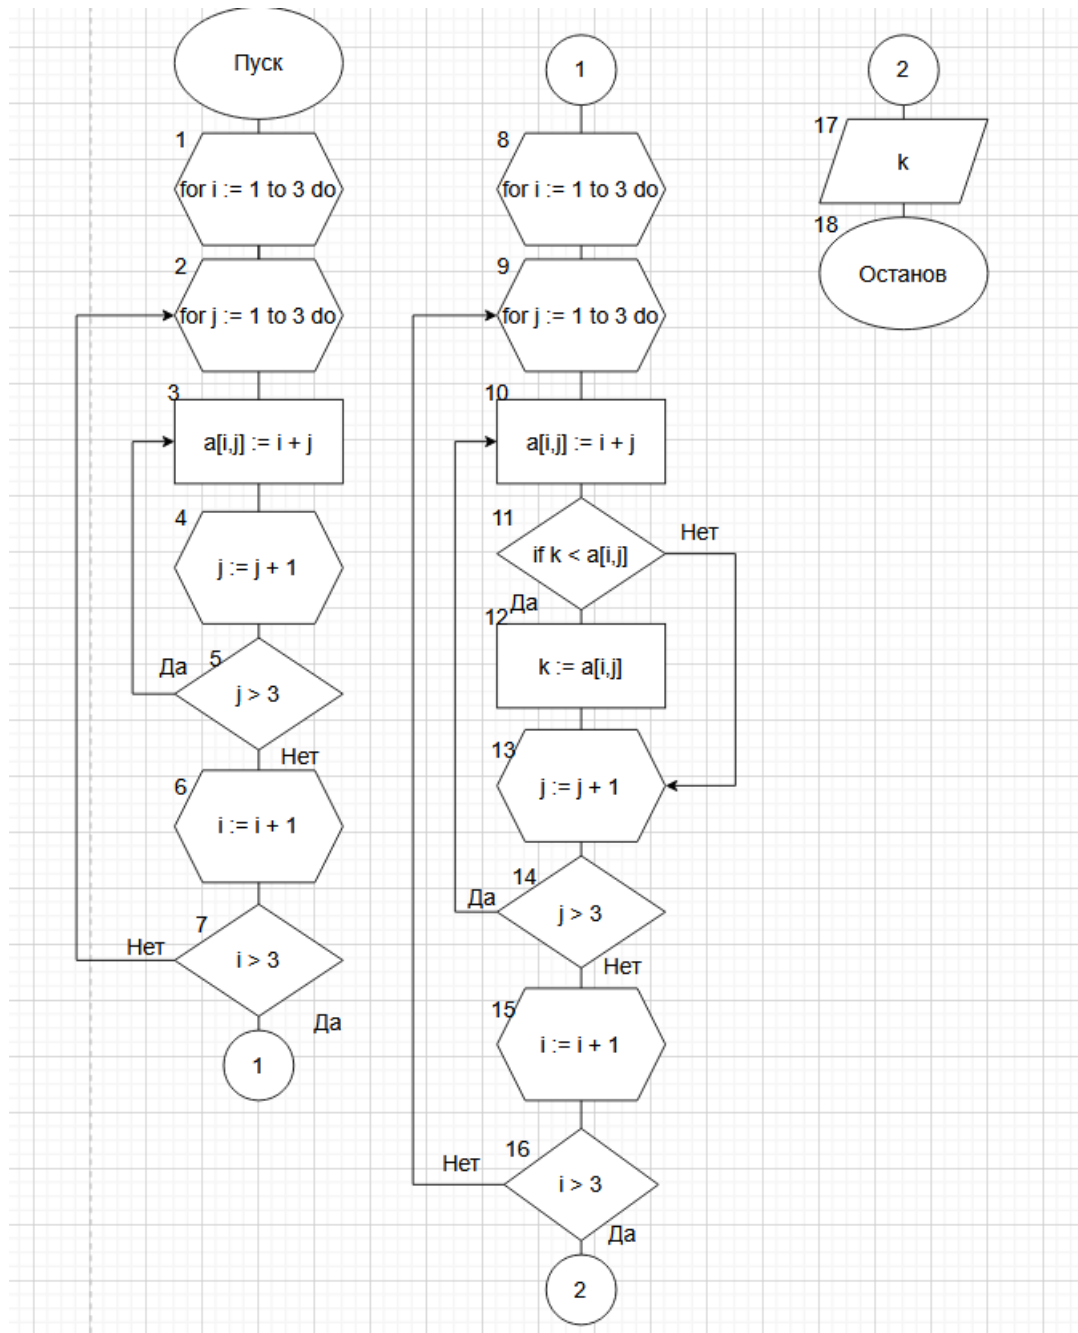 Пуск
1
for i := 1 to 3 do
2
for j := 1 to 3 do
3
a[i,j] := i + j
4
j := j + 1
5
Да
j > 3
Нет
6
i := i + 1
7
Нет
i > 3
Да
1
1
8
for i := 1 to 3 do
9
for j := 1 to 3 do
10
a[i,j] := i + j
11
Нет
if k < a[i,j]
Да
12
k := a[i,j]
13
j := j + 1
14
Да
j > 3
Нет
15
i := i + 1
16
Нет
i > 3
Да
2
2
17
k
18
Останов